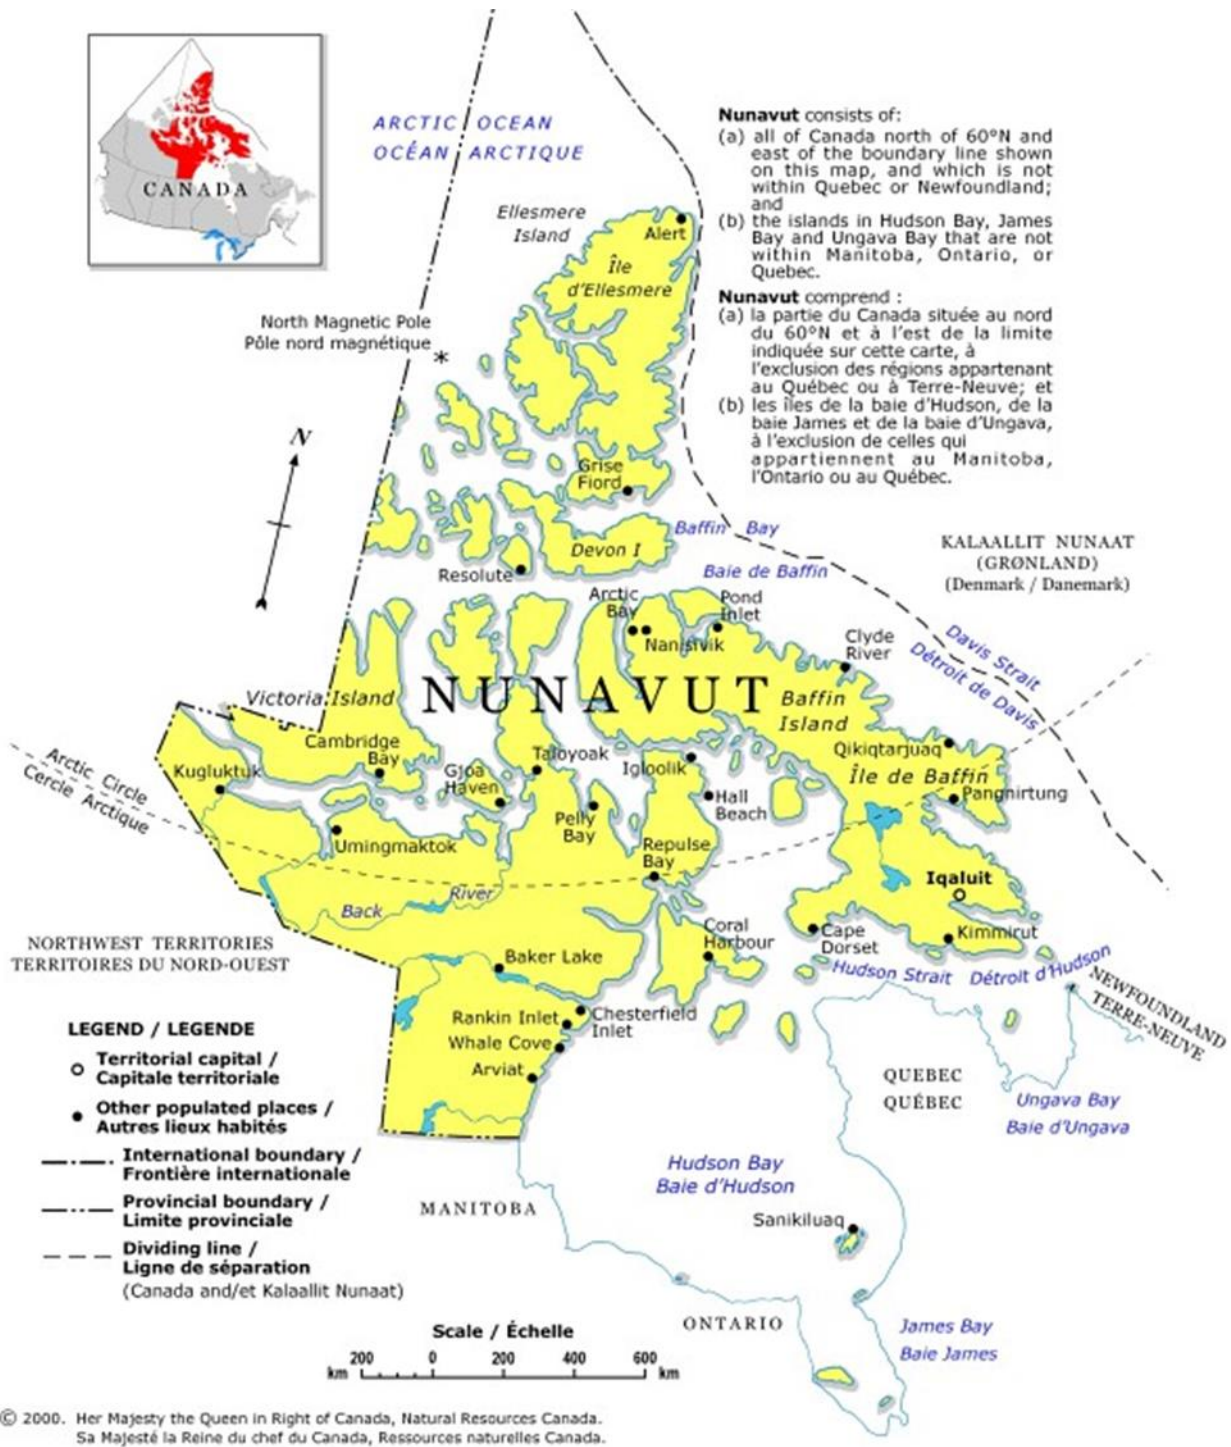 CANADA
ARCTIC OCEAN
OCÉAN ARCTIQUE
Nunavut consists of:
(a) all of Canada north of 60°N and
east of the boundary line shown
on this map, and which is not
within Quebec or Newfoundland;
and
(b) the islands in Hudson Bay, James
Bay and Ungava Bay that are not
within Manitoba, Ontario, or
Quebec.
Nunavut comprend :
(a) la partie du Canada située au nord
du 60°N et à l'est de la limite
indiquée sur cette carte, à
l'exclusion des régions appartenant
au Québec ou à Terre-Neuve; et
(b) les îles de la baie d'Hudson, de la
baie James et de la baie d'Ungava,
à l'exclusion de celles qui
appartiennent au Manitoba,
l'Ontario ou au Québec.
Ellesmere
Island
Alert
Île
d'Ellesmere
North Magnetic Pole
Pôle nord magnétique
*
N
Grise
Fiord
Devon I
Baffin Bay
Baie de Baffin
KALAALLIT NUNAAT
(GRØNLAND)
(Denmark / Danemark)
Resolute
Arctic
Bay
Pond
Inlet
Nanisivik
Clyde
River
Davis Strait
Détroit de Davis
Victoria Island
NUNAVUT
Baffin
Island
Cambridge
Bay
Taloyoak
Igloolik
Qikiqtarjuaq
Île de Baffin
Arctic Circle
Cercle Arctique
Kugluktuk
Gjoa
Haven
Hall
Beach
Pangnirtung
Pelly
Bay
Umingmaktok
Repulse
Bay
Iqaluit
Back
River
Coral
Harbour
Cape
Dorset
Kimmirut
NORTHWEST TERRITORIES
TERRITOIRES DU NORD-OUEST
Baker Lake
Hudson Strait
Détroit d'Hudson
NEWFOUNDLAND
TERRE-NEUVE
Rankin Inlet
Chesterfield
Inlet
Whale Cove
Arviat
QUEBEC
QUÉBEC
Ungava Bay
Baie d'Ungava
Hudson Bay
Baie d'Hudson
MANITOBA
Sanikiluaq
ONTARIO
James Bay
Baie James
LEGEND / LÉGENDE
Territorial capital /
Capitale territoriale
Other populated places /
Autres lieux habités
International boundary /
Frontière internationale
Provincial boundary /
Limite provinciale
Dividing line /
Ligne de séparation
(Canada and/et Kalaallit Nunaat)
Scale / Échelle
200 0 200 400 600
km km
© 2000. Her Majesty the Queen in Right of Canada, Natural Resources Canada.
Sa Majesté la Reine du chef du Canada, Ressources naturelles Canada.